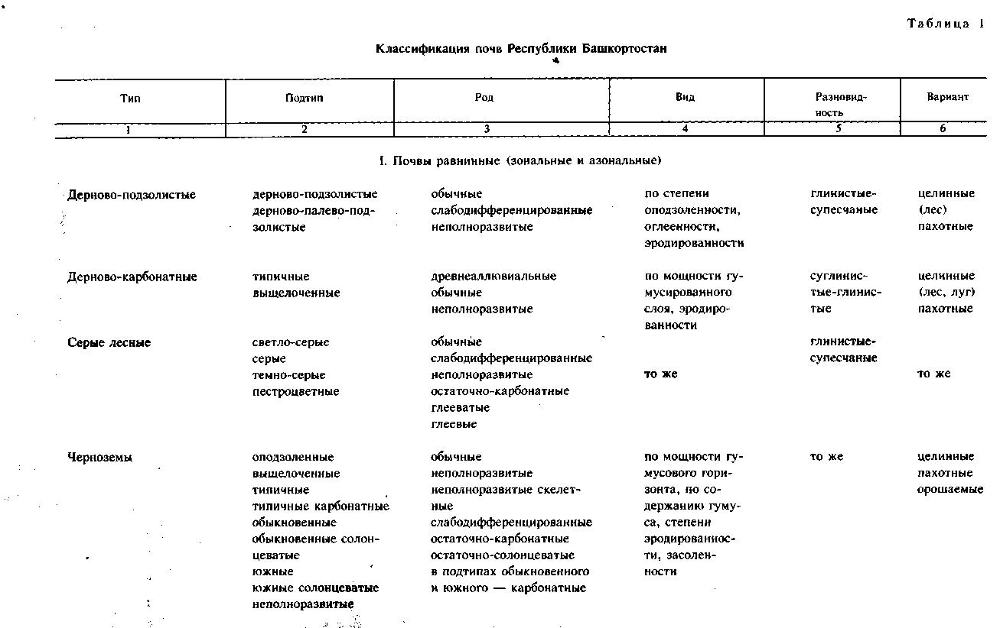 Таблица 1
Классификация почв Республики Башкортостан
Тип Подтип Род Вид Разновид- Вариант
ность
1 2 3 4 5 6
I. Почвы равнинные (зональные и азональные)
Дерново-подзолистые дерново-подзолистые обычные по степени глинистые- целинные
дерново-палево-под- слабодифференцированные оподзоленности, супесчаные (лес)
золистые неполноразвитые оглеенности, пахотные
эродированности
Дерново-карбонатные типичные древнеаллювиальные по мощности гу- суглинис- целинные
выщелоченные обычные мусированного тые-глинис- (лес, луг)
неполноразвитые слоя, эродиро- тые пахотные
ванности
Серые лесные светло-серые обычные глинистые-
серые слабодифференцированные супесчаные
темно-серые неполноразвитые то же то же
пестроцветные остаточно-карбонатные
глееватые
глеевые
Черноземы оподзоленные обычные по мощности гу- то же целинные
выщелоченные неполноразвитые мусового гори- пахотные
типичные неполноразвитые скелет- зонта, по со- орошаемые
типичные карбонатные ные держанию гуму-
обыкновенные слабодифференцированные са, степени
обыкновенные солон- остаточно-карбонатные эродированнос-
цеватые остаточно-солонцеватые ти, засолен-
южные в подтипах обыкновенного ности
южные солонцеватые и южного — карбонатные
неполноразвитые